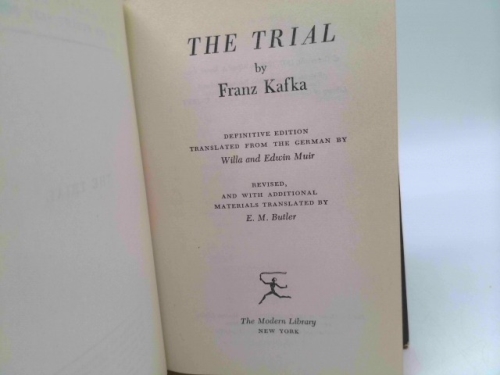 THE TRIAL
by
Franz Kafka
DEFINITIVE EDITION
TRANSLATED FROM THE GERMAN BY
Willa and Edwin Muir
REVISED,
AND WITH ADDITIONAL
MATERIALS TRANSLATED BY
E. M. Butler
The Modern Library
NEW YORK